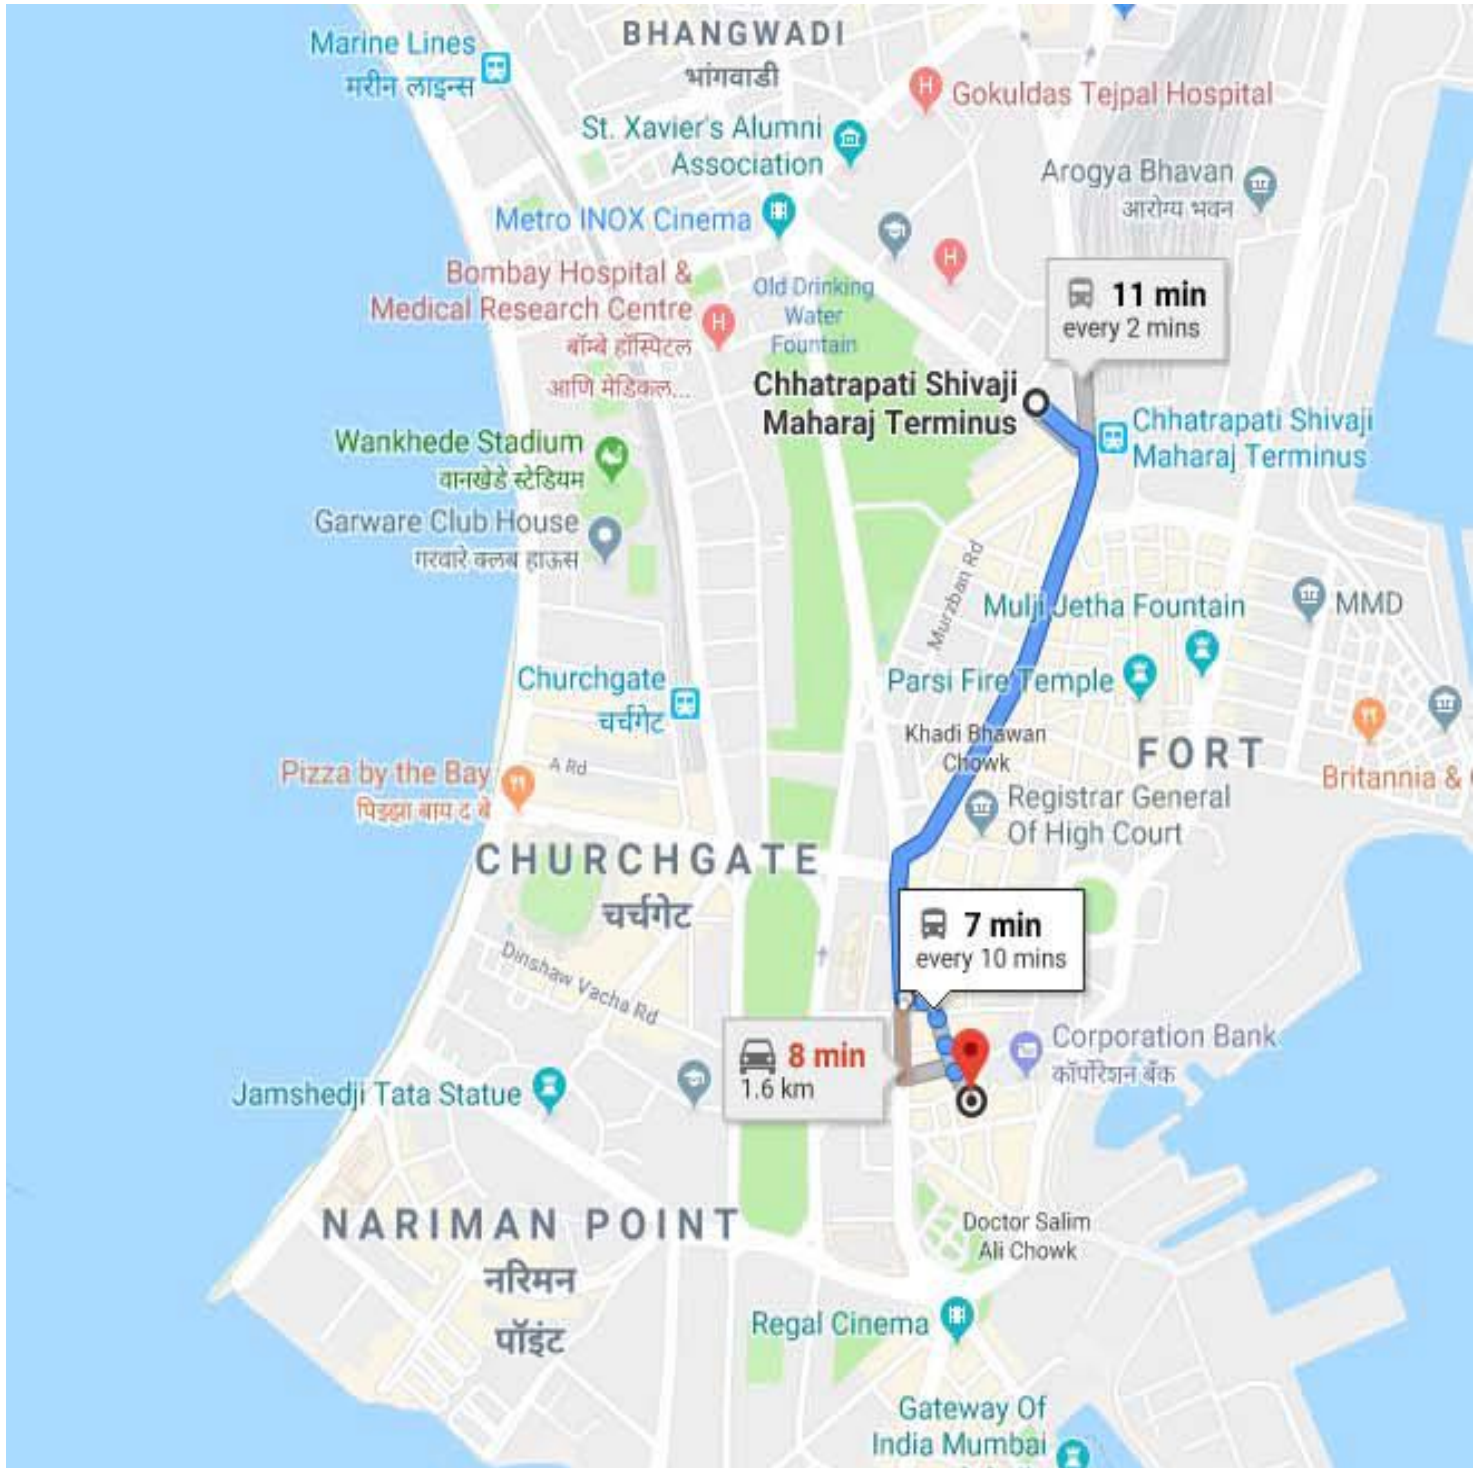 BHANGWADI
भांगवाडी
Marine Lines
मरीन लाइन्स
Gokuldas Tejpal Hospital
St. Xavier's Alumni
Association
Arogya Bhavan
आरोग्य भवन
Metro INOX Cinema
Bombay Hospital &
Medical Research Centre
बॉम्बे हॉस्पिटल
आणि मेडिकल...
Old Drinking
Water
Fountain
11 min
every 2 mins
Chhatrapati Shivaji
Maharaj Terminus
Chhatrapati Shivaji
Maharaj Terminus
Wankhede Stadium
वानखेडे स्टेडियम
Garware Club House
गरवारे क्लब हाऊस
Murzban Rd
Mulji Jetha Fountain
MMD
Parsi Fire Temple
Churchgate
चर्चगेट
Khadi Bhawan
Chowk
FORT
A Rd
Pizza by the Bay
पिझ्झा बाय द बे
Britannia &
Registrar General
Of High Court
CHURCHGATE
चर्चगेट
7 min
every 10 mins
Dinshaw Vacha Rd
8 min
1.6 km
Corporation Bank
कॉर्पोरेशन बँक
Jamshedji Tata Statue
NARIMAN POINT
नरिमन
पॉइंट
Doctor Salim
Ali Chowk
Regal Cinema
Gateway Of
India Mumbai